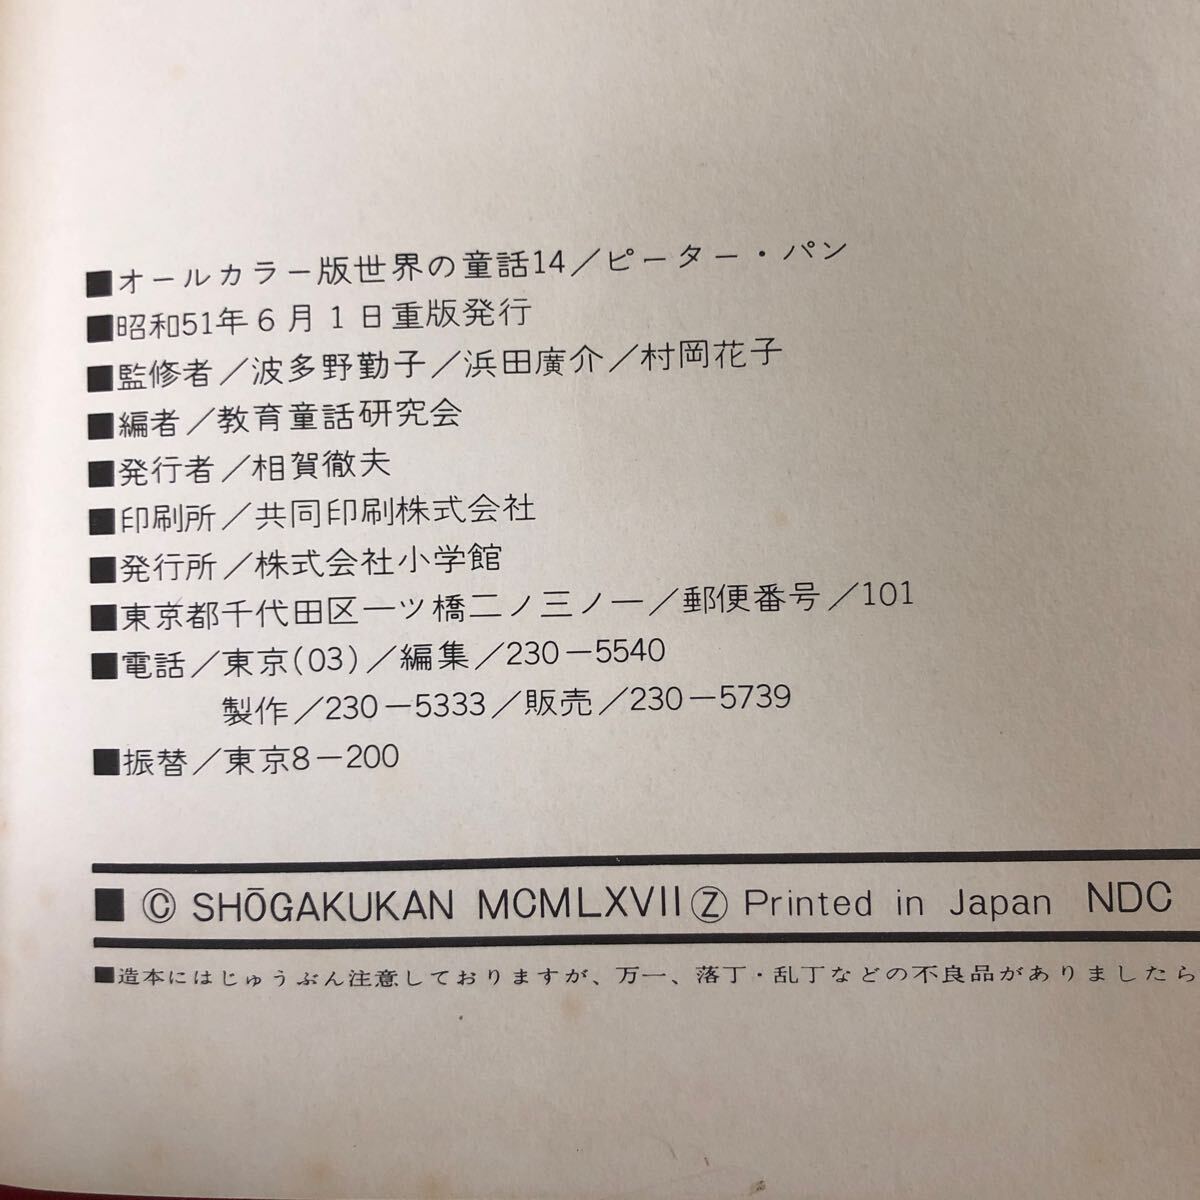 ■オールカラー版世界の童話14／ピーター・パン
■昭和51年6月1日重版発行
■監修者／波多野勤子／浜田廣介／村岡花子
■編者／教育童話研究会
■発行者／相賀徹夫
■印刷所／共同印刷株式会社
■発行所／株式会社小学館
■東京都千代田区一ツ橋二ノ三ノ一／郵便番号／101
■電話／東京(03)／編集／230−5540
製作／230−5333／販売／230−5739
■振替／東京8−200
■ © SHŌGAKUKAN MCMLXVII Ⓩ Printed in Japan NDC
■造本にはじゅうぶん注意しておりますが、万一、落丁・乱丁などの不良品がありましたら